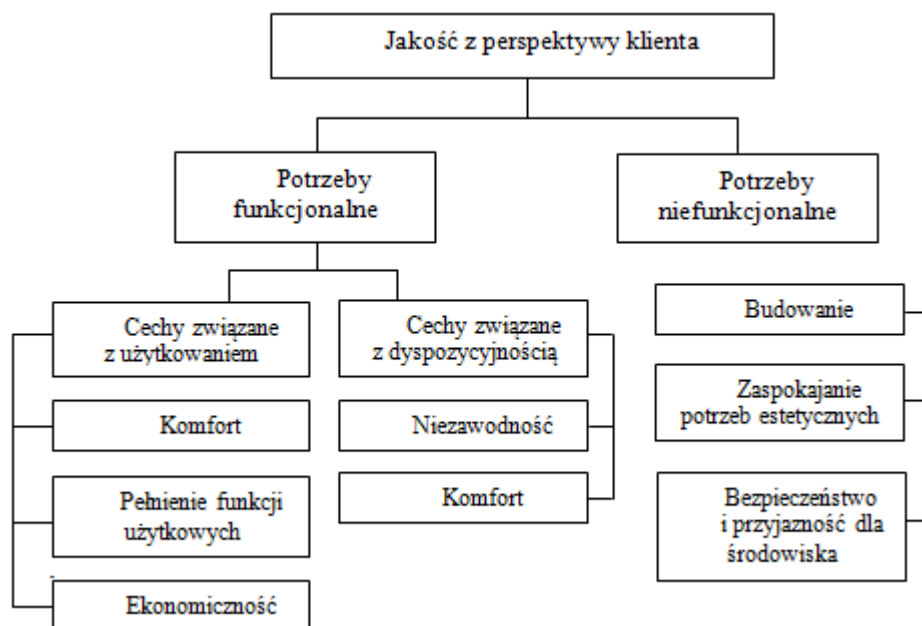 Jakość z perspektywy klienta
Potrzeby
funkcjonalne
Potrzeby
niefunkcjonalne
Cechy związane
z użytkowaniem
Komfort
Pełnienie funkcji
użytkowych
Ekonomiczność
Cechy związane
z dyspozycyjnością
Niezawodność
Komfort
Budowanie
Zaspokajanie
potrzeb estetycznych
Bezpieczeństwo
i przyjazność dla
środowiska